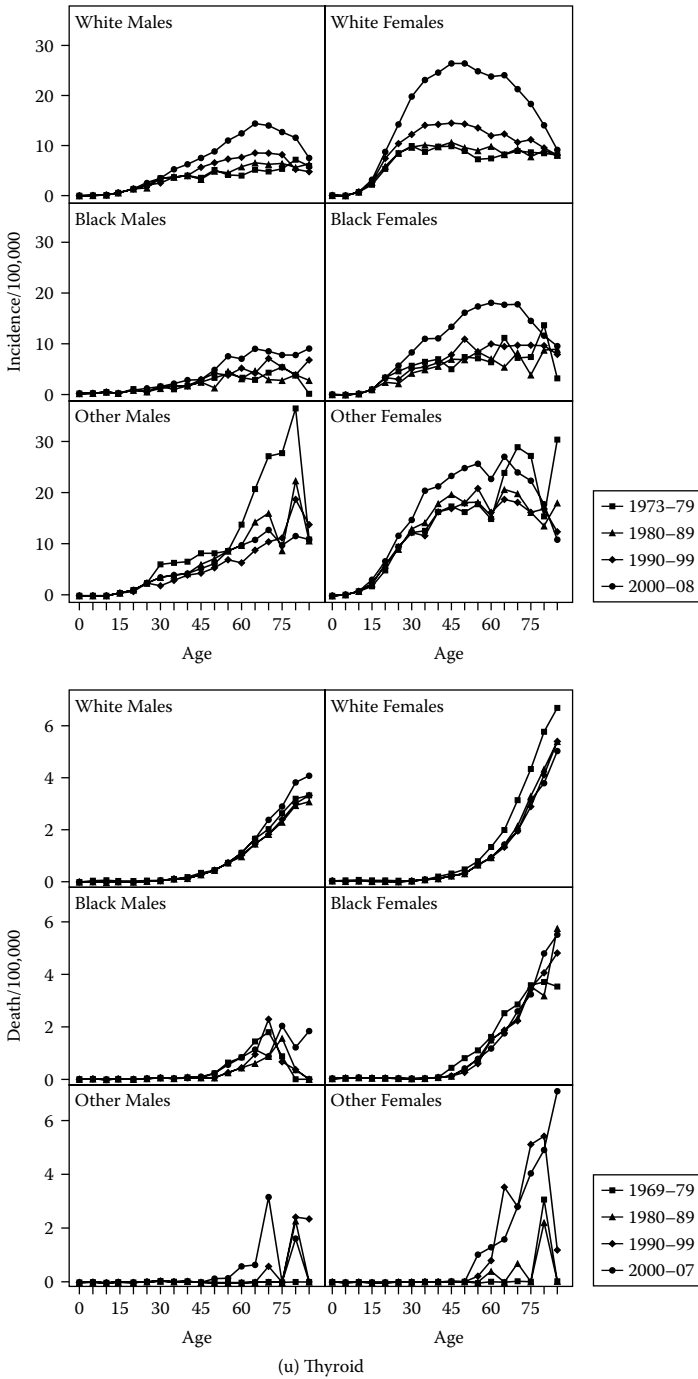 White Males
White Females
30
20
10
0
Black Males
Black Females
30
20
10
0
Incidence/100,000
Other Males
Other Females
30
20
10
0
0 15 30 45 60 75
0 15 30 45 60 75
Age
Age
1973–79
1980–89
1990–99
2000–08
White Males
White Females
6
4
2
0
Black Males
Black Females
6
4
2
0
Death/100,000
Other Males
Other Females
6
4
2
0
0 15 30 45 60 75
0 15 30 45 60 75
Age
Age
1969–79
1980–89
1990–99
2000–07
(u) Thyroid